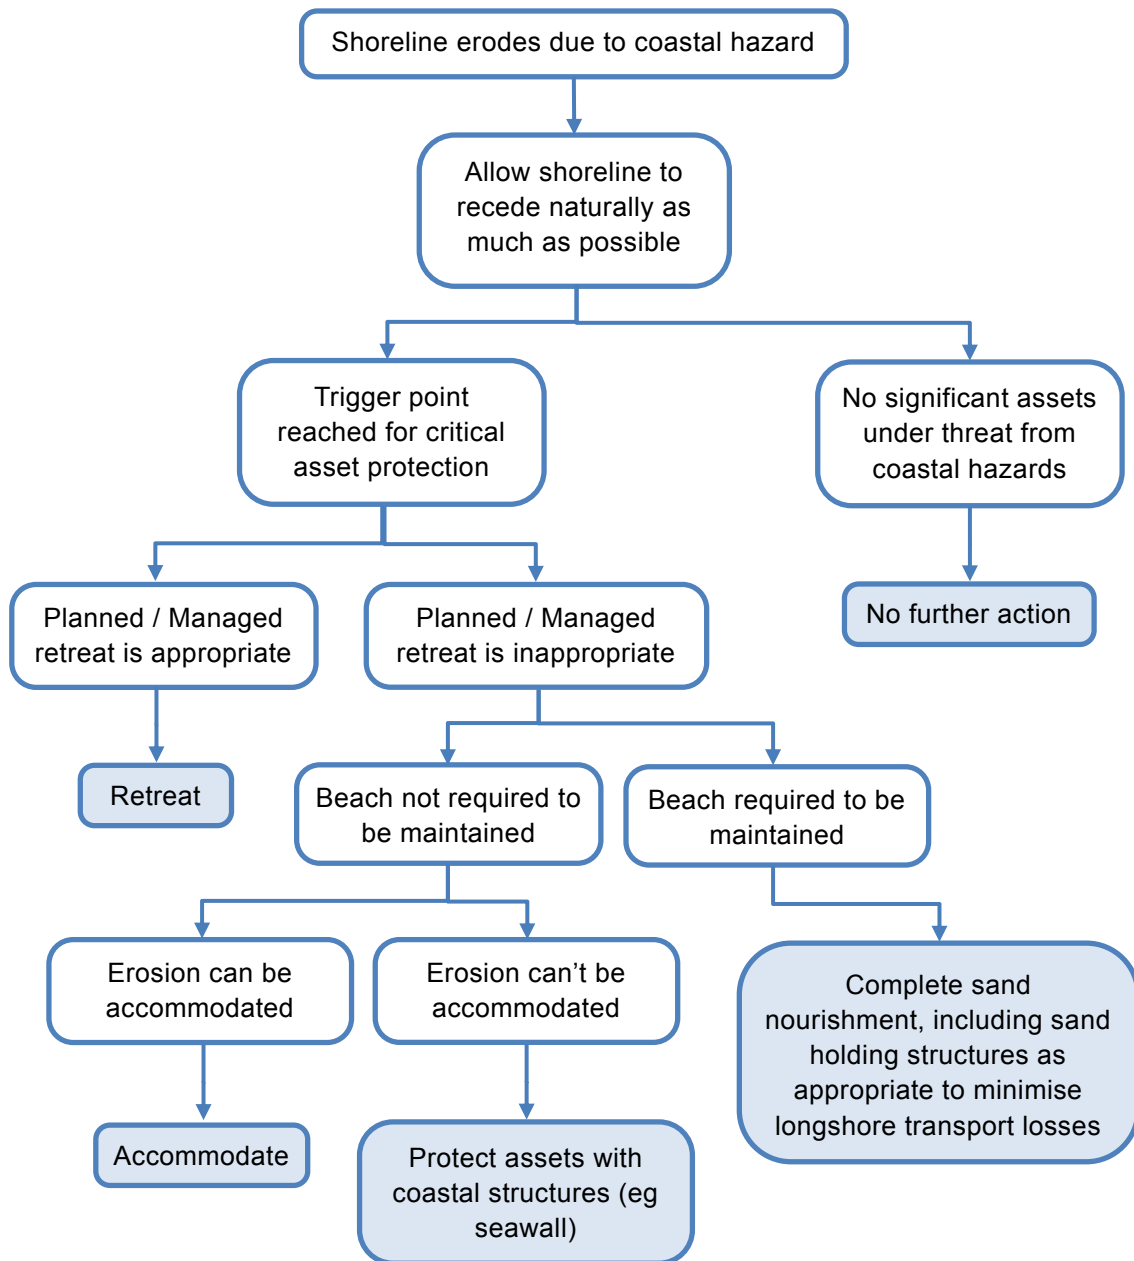 Shoreline erodes due to coastal hazard
Allow shoreline to
recede naturally as
much as possible
Trigger point
reached for critical
asset protection
No significant assets
under threat from
coastal hazards
Planned / Managed
retreat is appropriate
Planned / Managed
retreat is inappropriate
No further action
Retreat
Beach not required to
be maintained
Beach required to be
maintained
Erosion can be
accommodated
Erosion can’t be
accommodated
Complete sand
nourishment, including sand
holding structures as
appropriate to minimise
longshore transport losses
Accommodate
Protect assets with
coastal structures (eg
seawall)